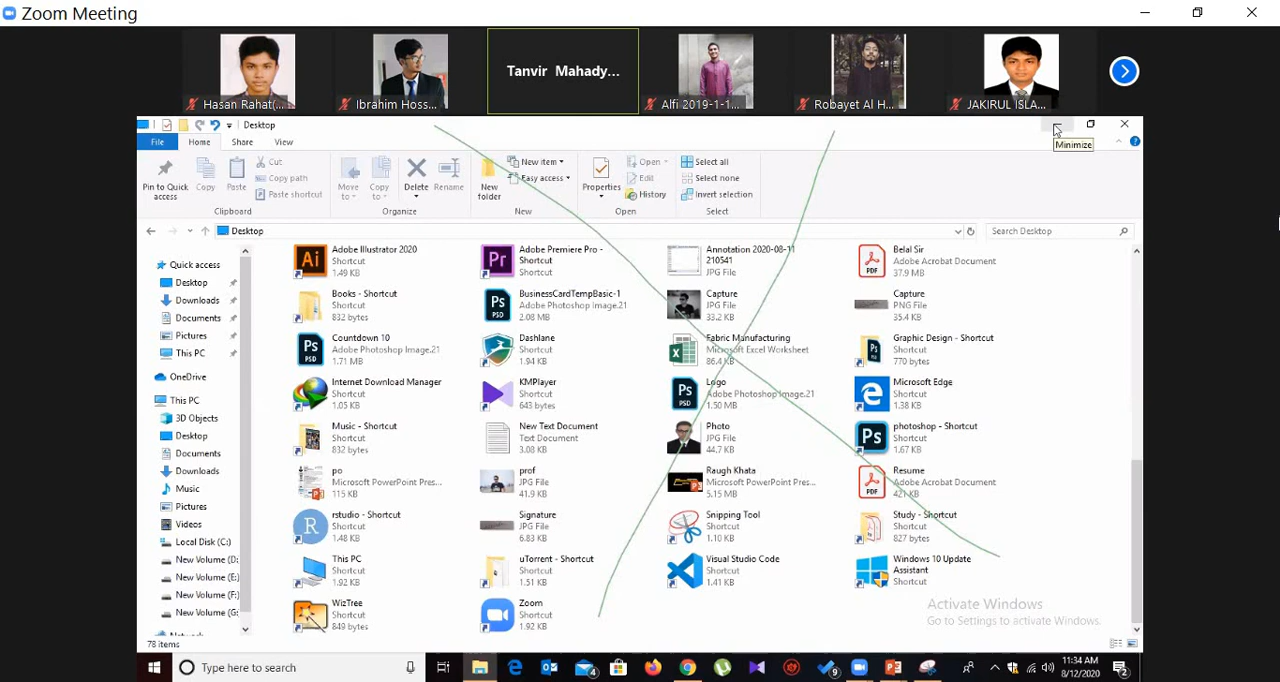 Zoom Meeting
Hasan Rahat(...
Ibrahim Hoss...
Tanvir Mahady...
Alfi 2019-1-1...
Robayet Al H...
JAKIRUL ISLA...
Desktop
Minimize
File Home Share View
Pin to Quick access
Copy
Paste
Cut
Copy path
Paste shortcut
Clipboard
Move to
Copy to
Delete
Rename
Organize
New folder
New item
Easy access
New
Properties
Open
Edit
History
Open
Select all
Select none
Invert selection
Select
Desktop
Search Desktop
Quick access
Desktop
Downloads
Documents
Pictures
This PC
OneDrive
This PC
3D Objects
Desktop
Documents
Downloads
Music
Pictures
Videos
Local Disk (C:)
New Volume (D:
New Volume (E:)
New Volume (F:)
New Volume (G:
Adobe Illustrator 2020
Shortcut
1.49 KB
Adobe Premiere Pro -
Shortcut
Shortcut
Annotation 2020-08-11
210541
JPG File
Belal Sir
Adobe Acrobat Document
37.9 MB
Books - Shortcut
Shortcut
832 bytes
BusinessCardTempBasic-1
Adobe Photoshop Image.21
2.08 MB
Capture
JPG File
33.2 KB
Capture
PNG File
35.4 KB
Countdown 10
Adobe Photoshop Image.21
1.71 MB
Dashlane
Shortcut
1.94 KB
Fabric Manufacturing
Microsoft Excel Worksheet
86.4 KB
Graphic Design - Shortcut
Shortcut
770 bytes
Internet Download Manager
Shortcut
1.05 KB
KMPlayer
Shortcut
643 bytes
Logo
Adobe Photoshop Image.21
1.50 MB
Microsoft Edge
Shortcut
1.38 KB
Music - Shortcut
Shortcut
832 bytes
New Text Document
Text Document
3.08 KB
Photo
JPG File
44.7 KB
photoshop - Shortcut
Shortcut
1.67 KB
po
Microsoft PowerPoint Pres...
115 KB
prof
JPG File
41.9 KB
Raugh Khata
Microsoft PowerPoint Pres...
5.15 MB
Resume
Adobe Acrobat Document
421 KB
rstudio - Shortcut
Shortcut
1.48 KB
Signature
JPG File
6.83 KB
Snipping Tool
Shortcut
1.10 KB
Study - Shortcut
Shortcut
827 bytes
This PC
Shortcut
1.92 KB
uTorrent - Shortcut
Shortcut
1.51 KB
Visual Studio Code
Shortcut
1.41 KB
Windows 10 Update
Assistant
Shortcut
WizTree
Shortcut
849 bytes
Zoom
Shortcut
1.92 KB
Activate Windows
Go to Settings to activate Windows.
78 items
Type here to search
11:34 AM
8/12/2020